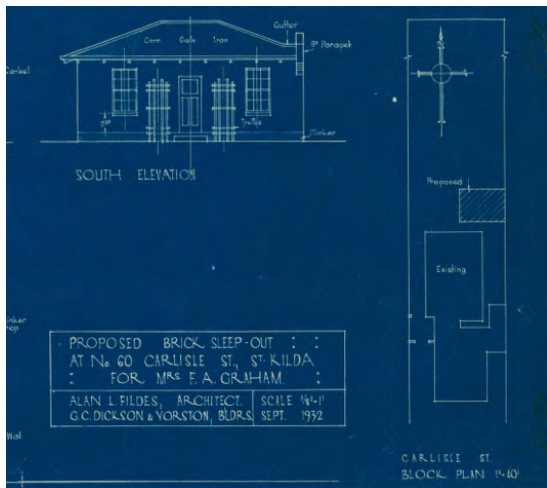 Gutter
Corr. Galv. Iron
9" Parapet
Corbel
Trellis
Clinker
SOUTH ELEVATION
Proposed
Existing
PROPOSED BRICK SLEEP-OUT : :
AT No 60 CARLISLE ST., ST. KILDA
: FOR MRS. F. A. GRAHAM. :
ALAN L. FILDES, ARCHITECT.
SCALE ⅛"-1'
G.C. DICKSON & YORSTON, BLDRS.
SEPT. 1932
Wall
CARLISLE ST.
BLOCK PLAN 1"-40'